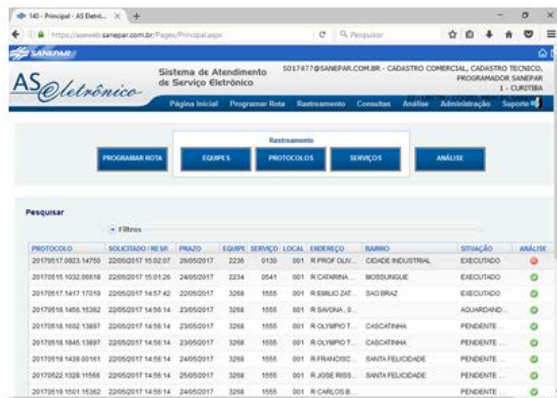 140 - Principal - AS Eletrô...
https://aseweb.sanepar.com.br/Pages/Principal.aspx
Pesquisar
SANEPAR
AS eletrônico
Sistema de Atendimento
de Serviço Eletrônico
5017477@SANEPAR.COM.BR - CADASTRO COMERCIAL, CADASTRO TECNICO,
PROGRAMADOR SANEPAR
1 - CURITIBA
Página Inicial Programar Rota Rastreamento Consultas Análise Administração Suporte
Rastreamento
PROGRAMAR ROTA EQUIPES PROTOCOLOS SERVIÇOS ANÁLISE
Pesquisar
Filtros
PROTOCOLO SOLICITADO / RESP. PRAZO EQUIPE SERVIÇO LOCAL ENDEREÇO BAIRRO SITUAÇÃO ANÁLISE
20170517.0823.14750 22/05/2017 15:02:07 26/05/2017 2236 0130 001 R PROF OLIV... CIDADE INDUSTRIAL EXECUTADO
20170515.1032.06618 22/05/2017 15:01:26 24/05/2017 2234 0541 001 R CATARINA ... MOSSUNGUE EXECUTADO
20170517.1417.17019 22/05/2017 14:57:42 22/05/2017 3268 1555 001 R EMILIO ZAT... SAO BRAZ EXECUTADO
20170518.1456.15362 22/05/2017 14:56:14 23/05/2017 3268 1555 001 R SAVONA , 0... AGUARDAND...
20170518.1602.13897 22/05/2017 14:56:14 23/05/2017 3268 1555 001 R OLYMPIO T... CASCATINHA PENDENTE ...
20170518.1845.13897 22/05/2017 14:56:14 23/05/2017 3268 1555 001 R OLYMPIO T... CASCATINHA PENDENTE ...
20170519.1439.00161 22/05/2017 14:56:14 24/05/2017 3268 1555 001 R FRANCISC... SANTA FELICIDADE PENDENTE ...
20170522.1328.11566 22/05/2017 14:56:14 25/05/2017 3268 1555 001 R JOSE RISS... SANTA FELICIDADE PENDENTE ...
20170519.1501.15362 22/05/2017 14:56:14 24/05/2017 3268 1555 001 R CARLOS B... PENDENTE ...